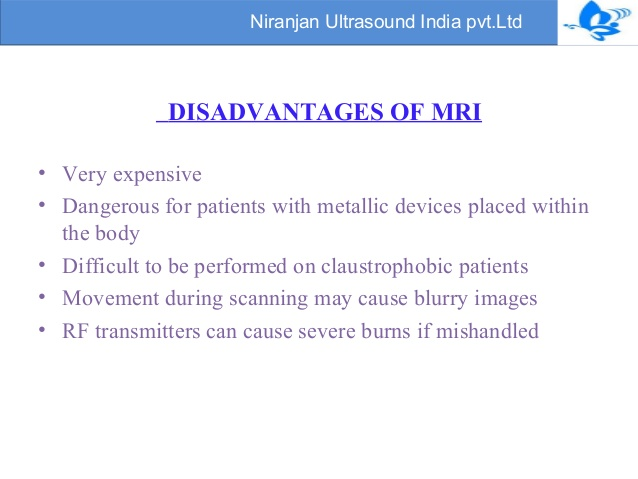 Niranjan Ultrasound India pvt.Ltd
DISADVANTAGES OF MRI
• Very expensive
• Dangerous for patients with metallic devices placed within
the body
• Difficult to be performed on claustrophobic patients
• Movement during scanning may cause blurry images
• RF transmitters can cause severe burns if mishandled